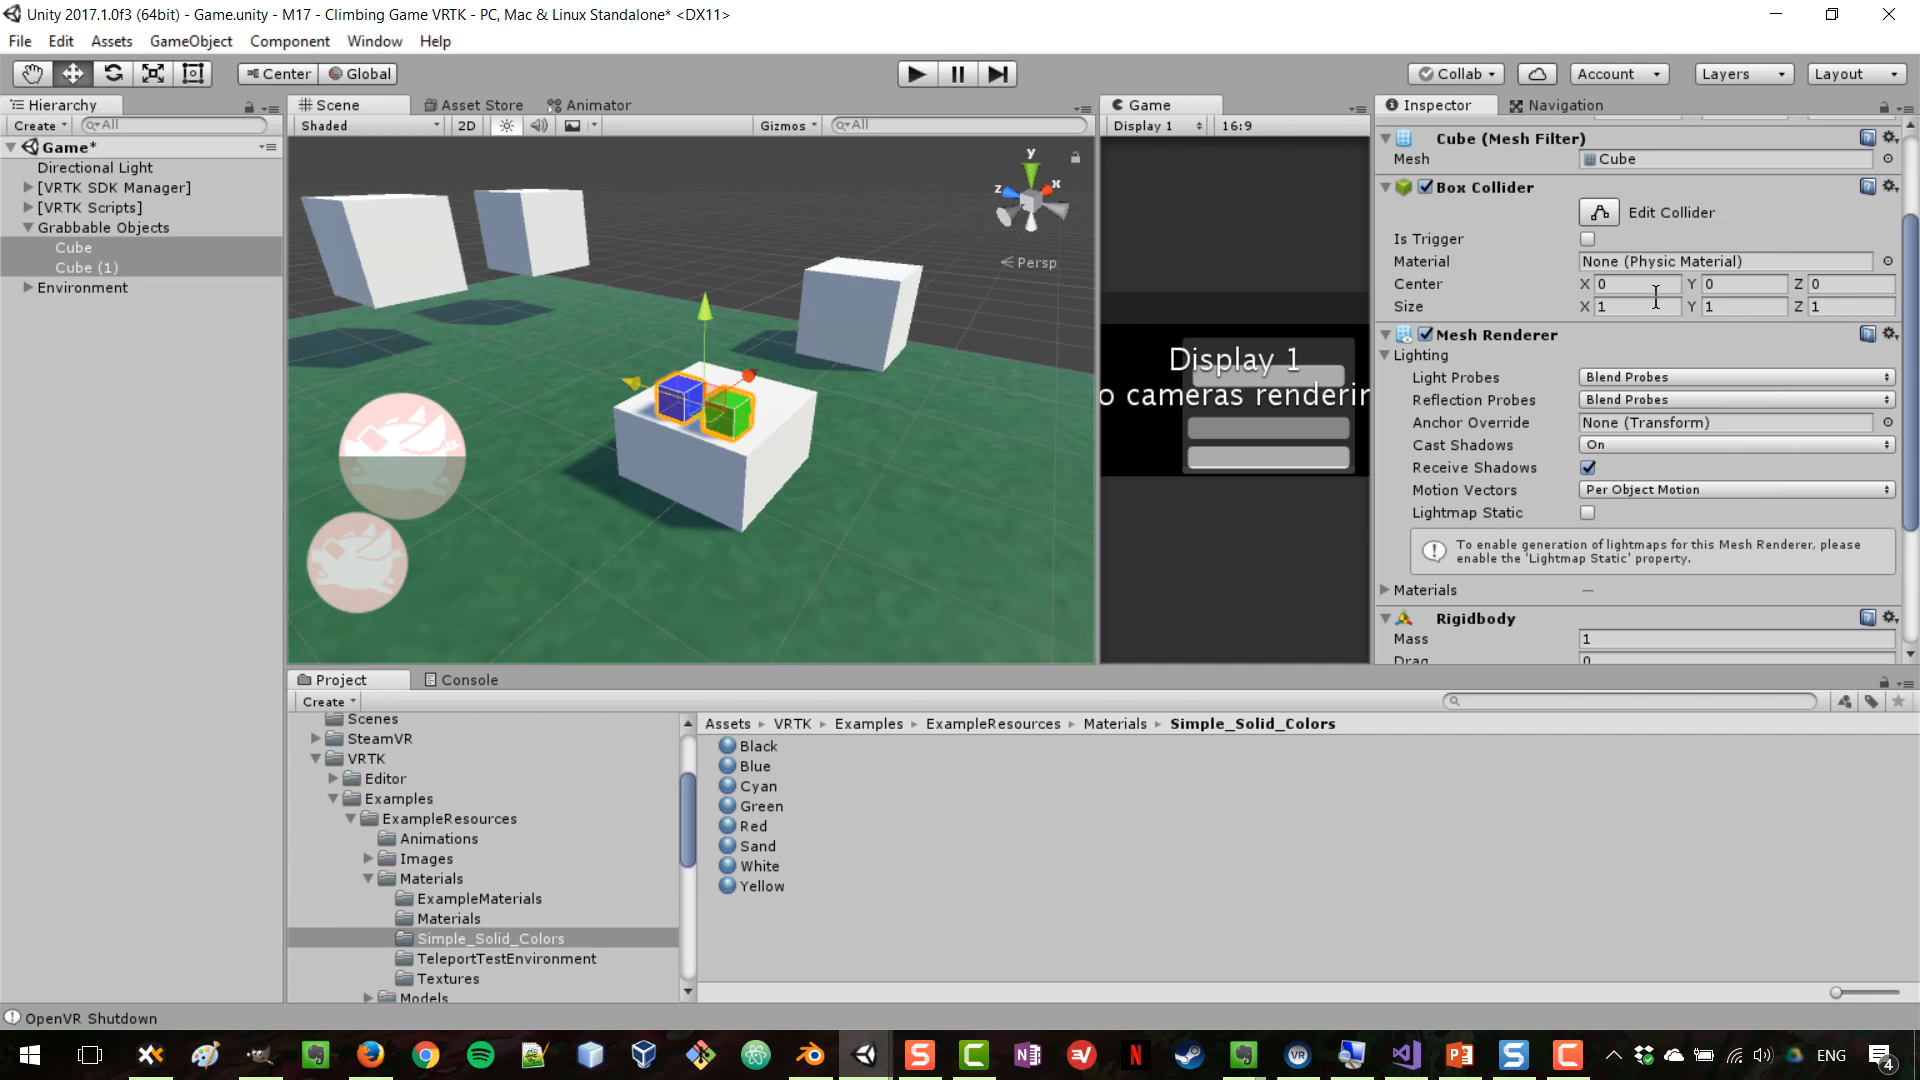 Unity 2017.1.0f3 (64bit) - Game.unity - M17 - Climbing Game VRTK - PC, Mac & Linux Standalone* <DX11>
File Edit Assets GameObject Component Window Help
Center Global Collab Account Layers Layout
Hierarchy
Create All
Game*
Directional Light
[VRTK SDK Manager]
[VRTK Scripts]
Grabbable Objects
Cube
Cube (1)
Environment
Scene Asset Store Animator
Shaded 2D Gizmos All
y
z x
Persp
Game
Display 1 16:9
Display 1
o cameras renderin
Inspector Navigation
Cube (Mesh Filter)
Mesh Cube
Box Collider
Edit Collider
Is Trigger
Material None (Physic Material)
Center X 0 Y 0 Z 0
Size X 1 Y 1 Z 1
Mesh Renderer
Lighting
Light Probes Blend Probes
Reflection Probes Blend Probes
Anchor Override None (Transform)
Cast Shadows On
Receive Shadows
Motion Vectors Per Object Motion
Lightmap Static
To enable generation of lightmaps for this Mesh Renderer, please
enable the 'Lightmap Static' property.
Materials —
Rigidbody
Mass 1
Drag 0
Project Console
Create
Scenes
SteamVR
VRTK
Editor
Examples
ExampleResources
Animations
Images
Materials
ExampleMaterials
Materials
Simple_Solid_Colors
TeleportTestEnvironment
Textures
Models
Assets VRTK Examples ExampleResources Materials Simple_Solid_Colors
Black
Blue
Cyan
Green
Red
Sand
White
Yellow
OpenVR Shutdown
ENG
4